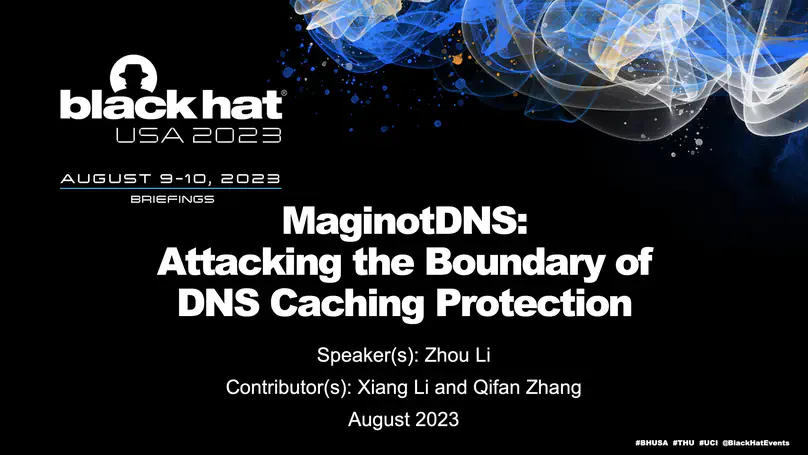 black hat®
USA 2023
AUGUST 9-10, 2023
BRIEFINGS
MaginotDNS:
Attacking the Boundary of
DNS Caching Protection
Speaker(s): Zhou Li
Contributor(s): Xiang Li and Qifan Zhang
August 2023
#BHUSA #THU #UCI @BlackHatEvents